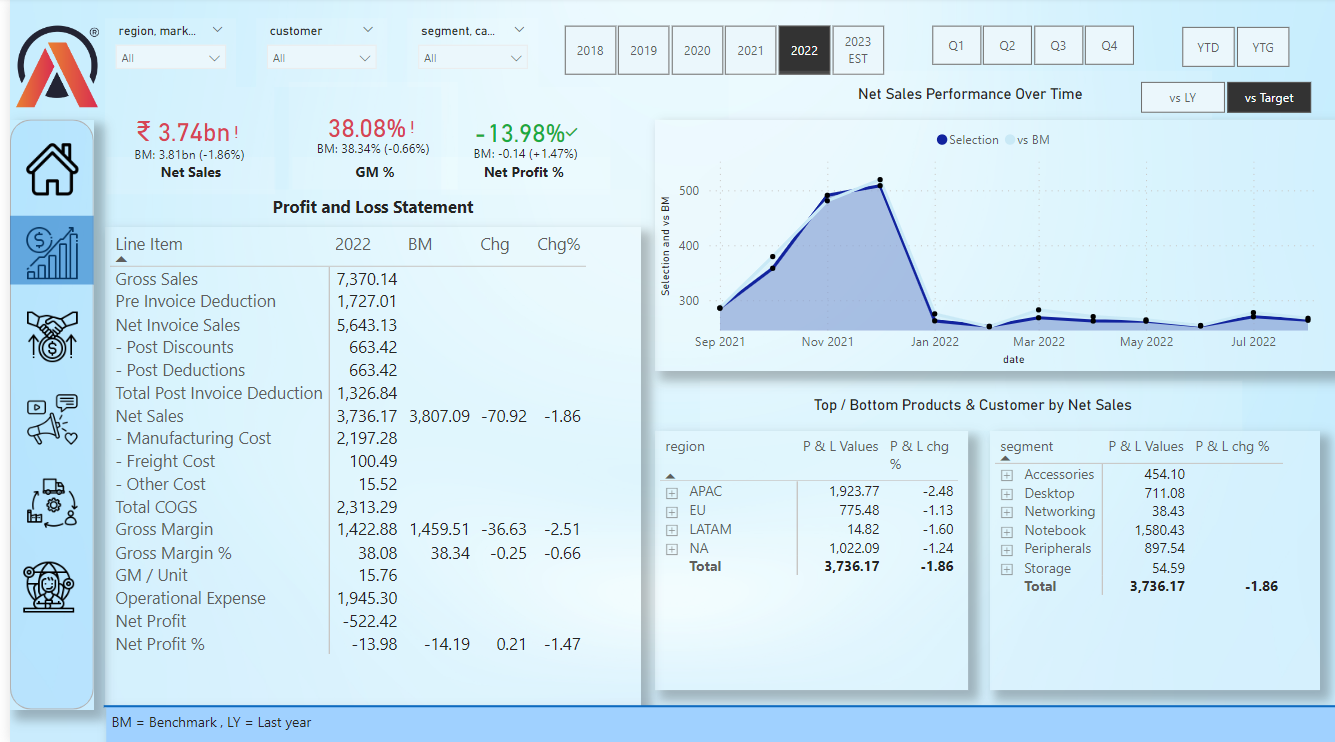 ®
region, mark... customer segment, ca...
All All All
2018 2019 2020 2021 2022 2023 EST
Q1 Q2 Q3 Q4
YTD YTG
Net Sales Performance Over Time
vs LY vs Target
₹ 3.74bn! 38.08%! -13.98%
BM: 3.81bn (-1.86%) BM: 38.34% (-0.66%) BM: -0.14 (+1.47%)
Net Sales GM % Net Profit %
Profit and Loss Statement
Line Item 2022 BM Chg Chg%
Gross Sales 7,370.14
Pre Invoice Deduction 1,727.01
Net Invoice Sales 5,643.13
- Post Discounts 663.42
- Post Deductions 663.42
Total Post Invoice Deduction 1,326.84
Net Sales 3,736.17 3,807.09 -70.92 -1.86
- Manufacturing Cost 2,197.28
- Freight Cost 100.49
- Other Cost 15.52
Total COGS 2,313.29
Gross Margin 1,422.88 1,459.51 -36.63 -2.51
Gross Margin % 38.08 38.34 -0.25 -0.66
GM / Unit 15.76
Operational Expense 1,945.30
Net Profit -522.42
Net Profit % -13.98 -14.19 0.21 -1.47
Selection vs BM
Selection and vs BM
500
400
300
Sep 2021 Nov 2021 Jan 2022 Mar 2022 May 2022 Jul 2022
date
Top / Bottom Products & Customer by Net Sales
region P & L Values P & L chg %
APAC 1,923.77 -2.48
EU 775.48 -1.13
LATAM 14.82 -1.60
NA 1,022.09 -1.24
Total 3,736.17 -1.86
segment P & L Values P & L chg %
Accessories 454.10
Desktop 711.08
Networking 38.43
Notebook 1,580.43
Peripherals 897.54
Storage 54.59
Total 3,736.17 -1.86
BM = Benchmark , LY = Last year